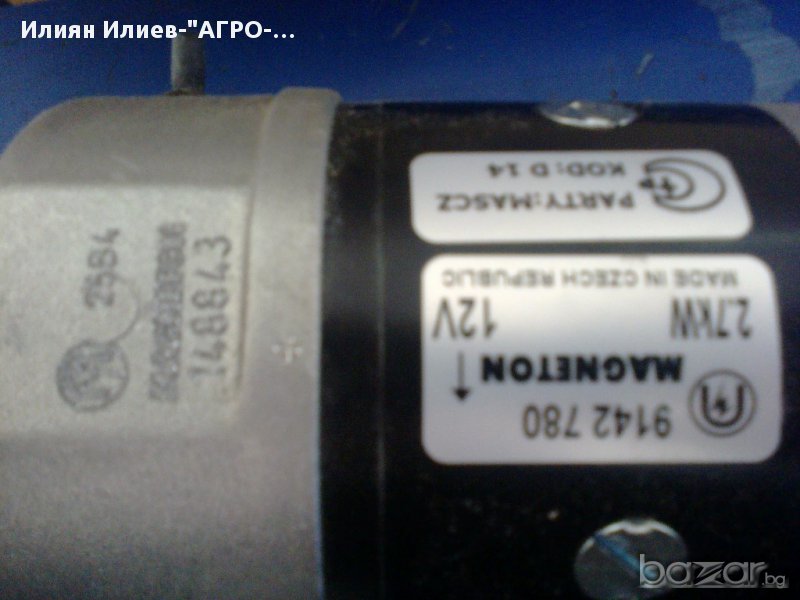 Илиян Илиев-"АГРО-...
PARTY:MASCZ
KOD: D 14
9142 780
MAGNETON
2.7kW 12V
MADE IN CZECH REPUBLIC
2584
148843
bazar.bg